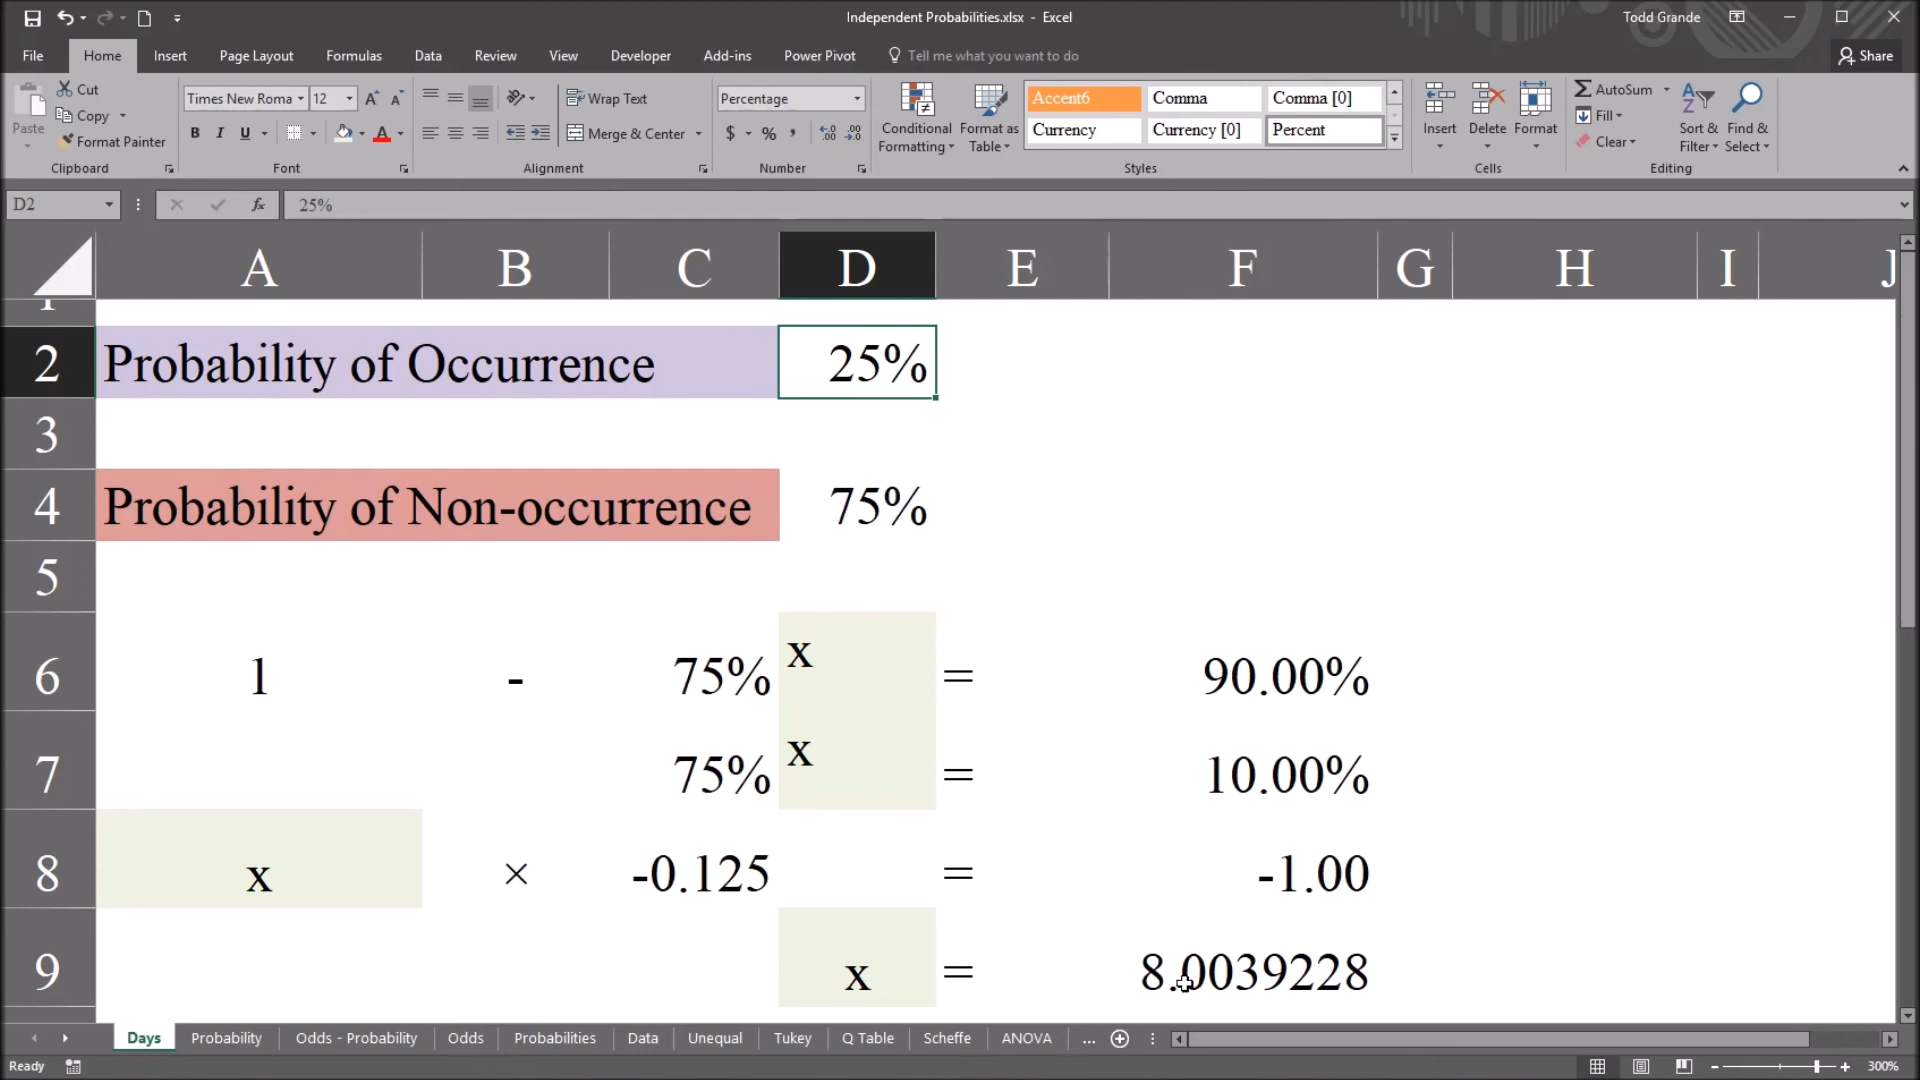 Independent Probabilities.xlsx - Excel
Todd Grande
File Home Insert Page Layout Formulas Data Review View Developer Add-ins Power Pivot Tell me what you want to do
Share
Paste
Cut
Copy
Format Painter
Clipboard
Times New Roma 12
B I U
Font
Wrap Text
Merge & Center
Alignment
Percentage
$ % ,
Number
Conditional Formatting
Format as Table
Accent6 Comma Comma [0]
Currency Currency [0] Percent
Styles
Insert Delete Format
Cells
AutoSum
Fill
Clear
Sort & Filter
Find & Select
Editing
D2 fx 25%
A B C D E F G H I J
1
2 Probability of Occurrence 25%
3
4 Probability of Non-occurrence 75%
5
6 1 - 75% x = 90.00%
7 75% x = 10.00%
8 x × -0.125 = -1.00
9 x = 8.0039228
Days Probability Odds - Probability Odds Probabilities Data Unequal Tukey Q Table Scheffe ANOVA ...
Ready
300%